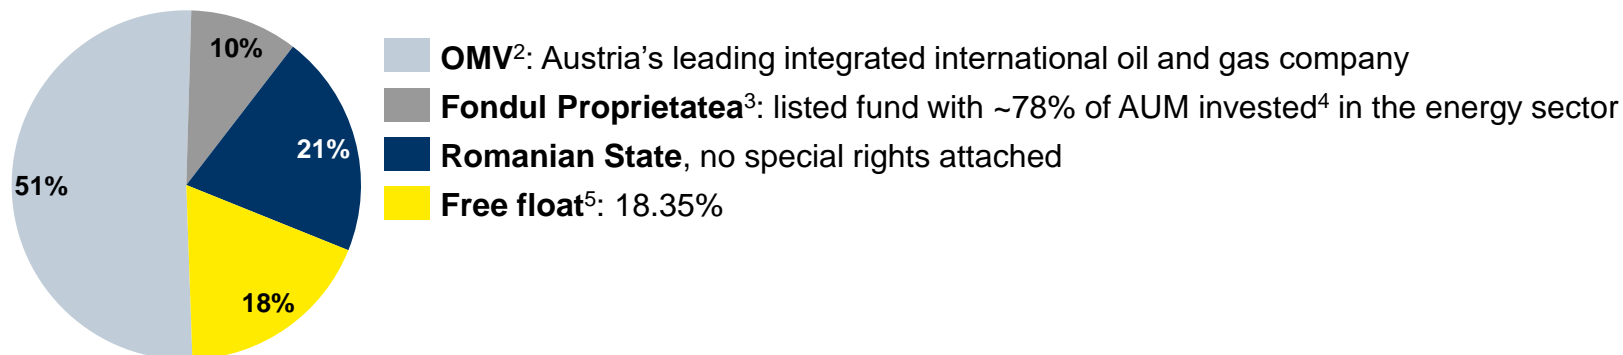 10%
21%
51%
18%
OMV²: Austria’s leading integrated international oil and gas company
Fondul Proprietatea³: listed fund with ~78% of AUM invested⁴ in the energy sector
Romanian State, no special rights attached
Free float⁵: 18.35%